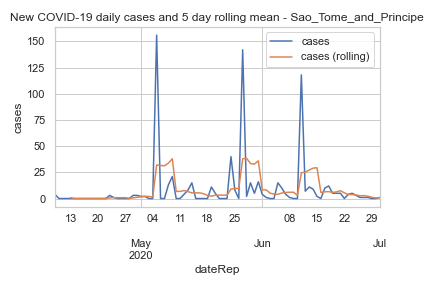 New COVID-19 daily cases and 5 day rolling mean - Sao_Tome_and_Principe
cases
cases (rolling)
150
125
100
75
50
25
0
cases
13 20 27 04 11 18 25 08 15 22 29
May Jun Jul
2020
dateRep